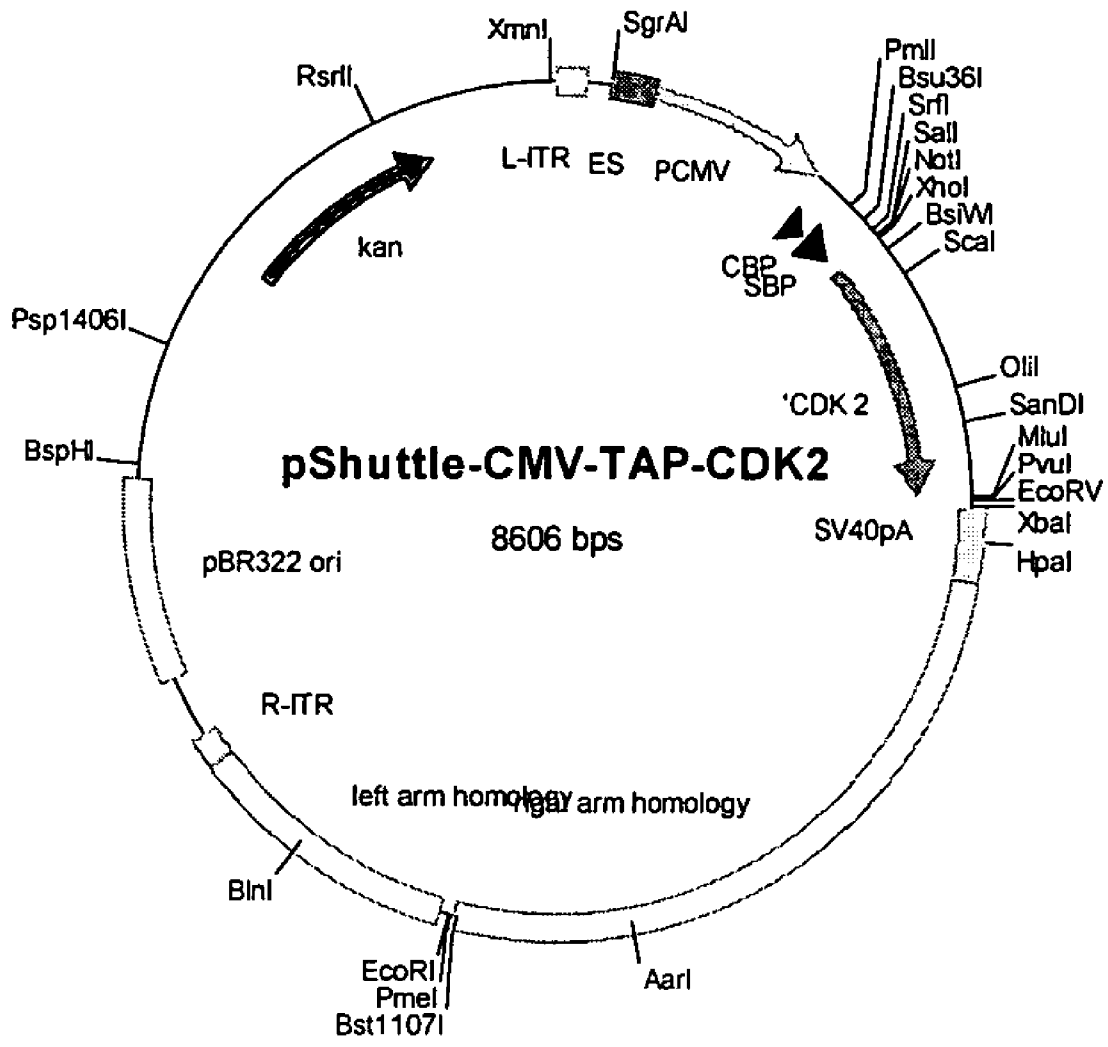 XmnI
SgrAI
RsrII
PmlI
Bsu36I
SrfI
SalI
NotI
XhoI
BsiWI
ScaI
L-ITR
ES
PCMV
kan
CBP
SBP
Psp1406I
OliI
'CDK 2
SanDI
MluI
PvuI
EcoRV
XbaI
HpaI
BspHI
pShuttle-CMV-TAP-CDK2
8606 bps
SV40pA
pBR322 ori
R-ITR
left arm homology
right arm homology
BlnI
EcoRI
PmeI
Bst1107I
AarI